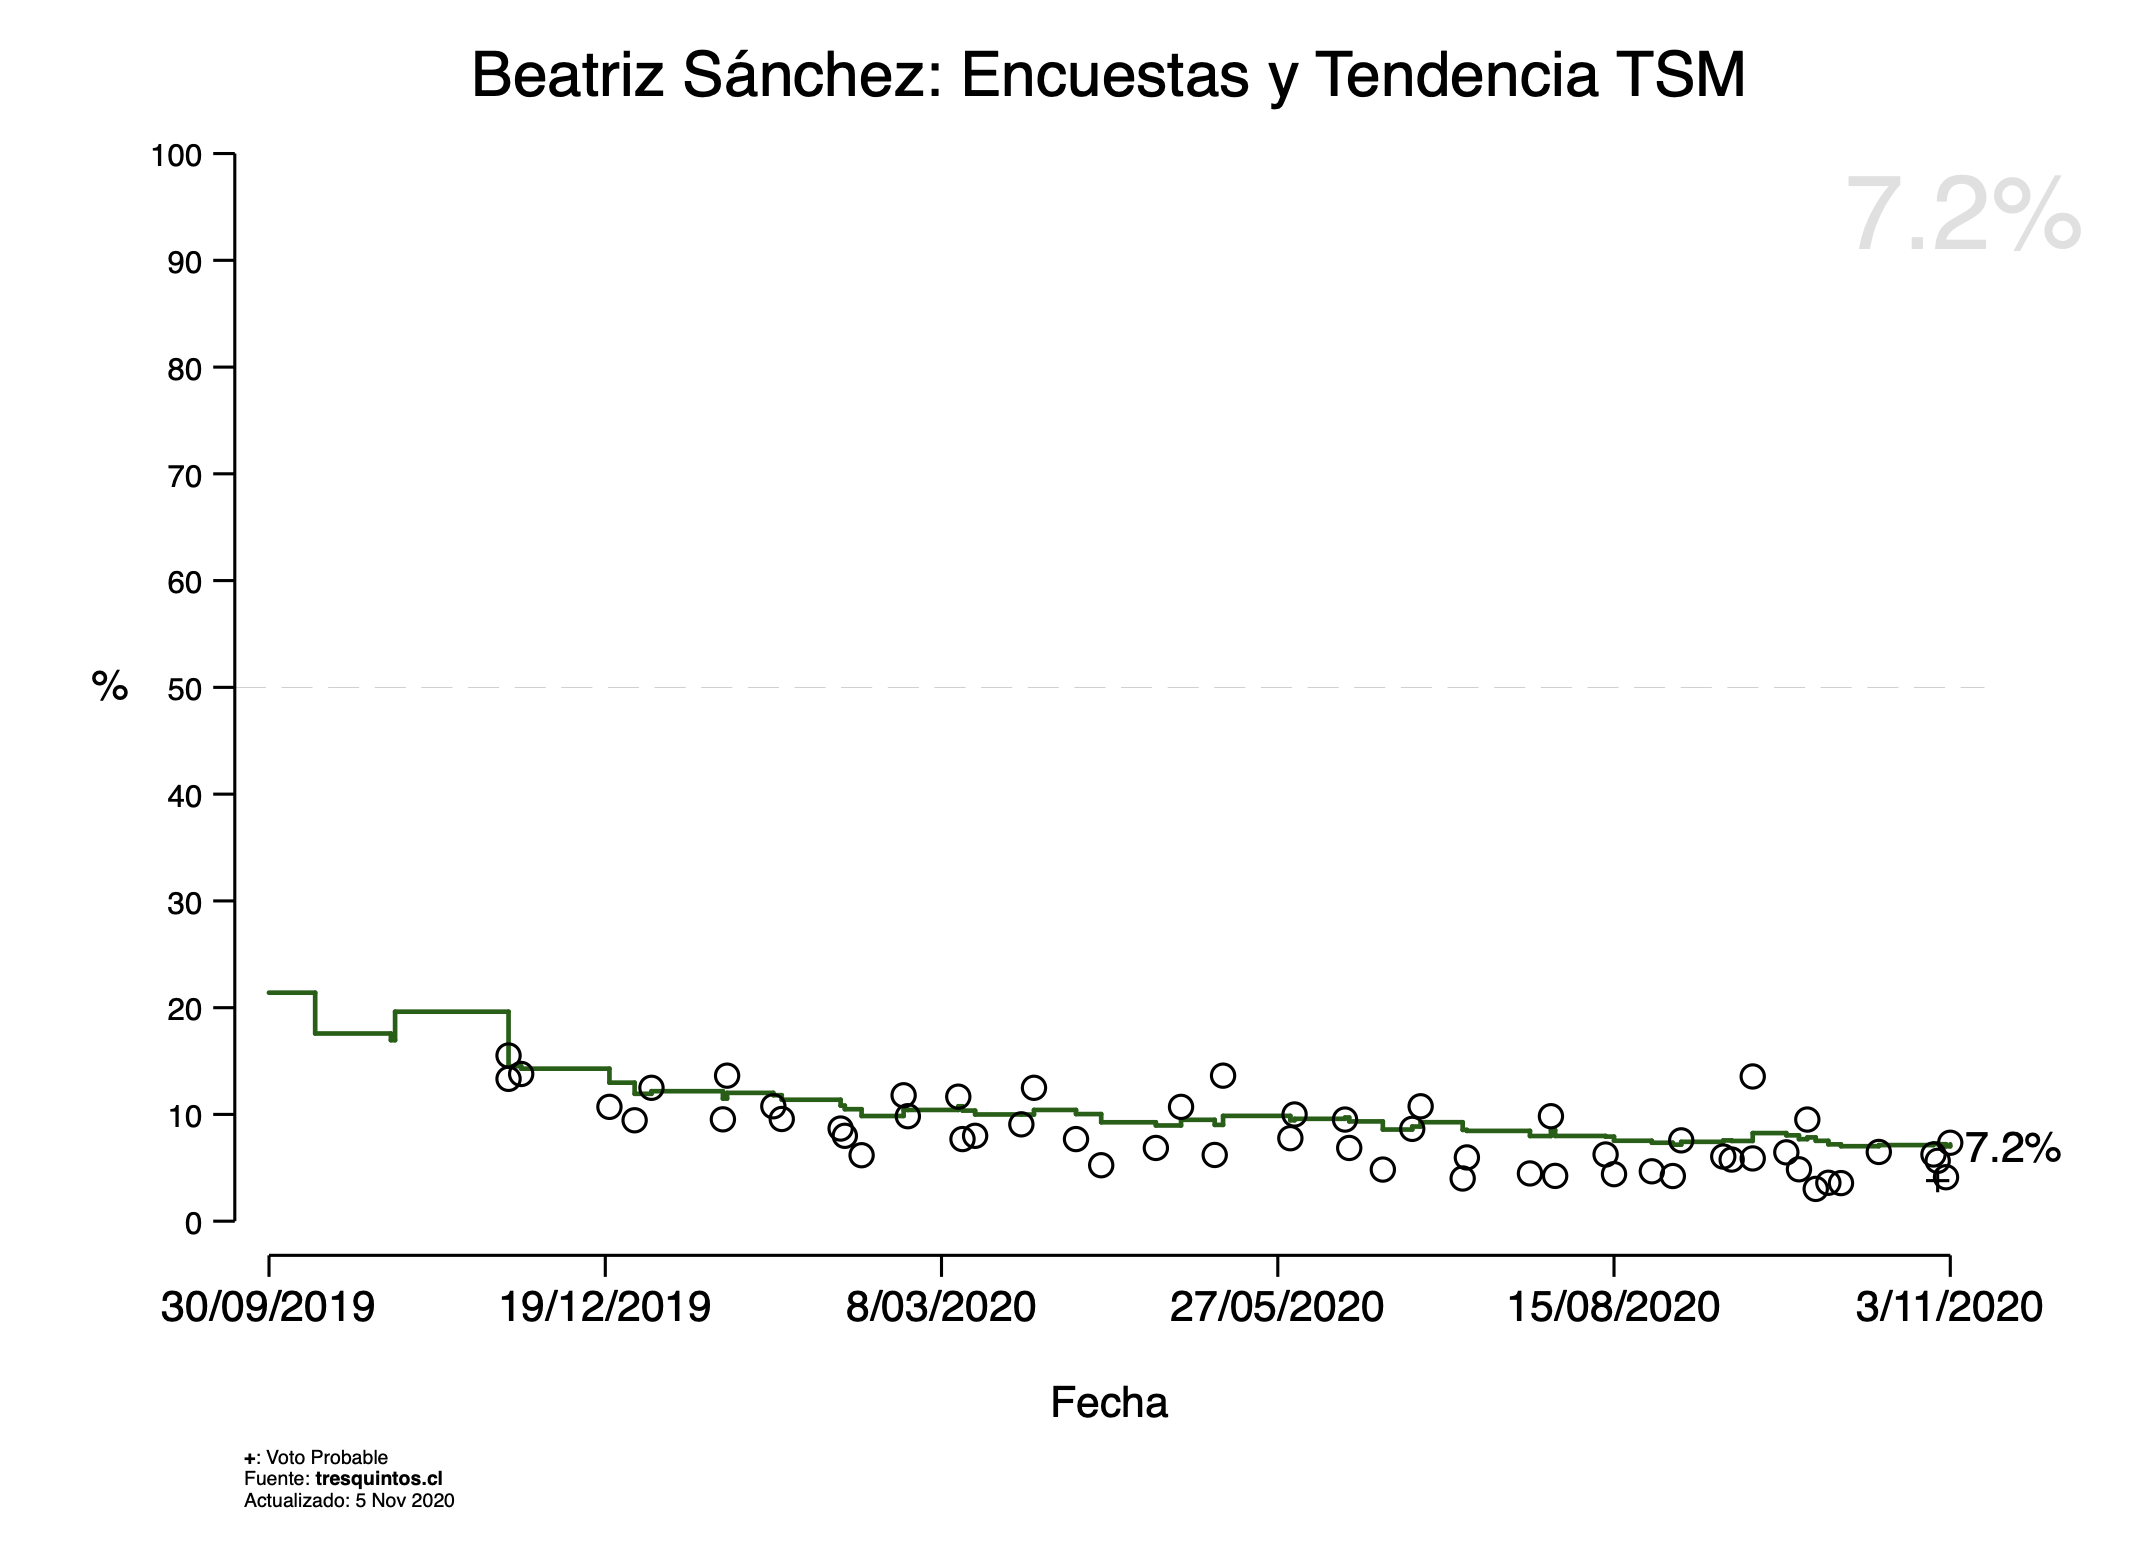 Beatriz Sánchez: Encuestas y Tendencia TSM
7.2%
100
90
80
70
60
% 50
40
30
20
10
0
7.2%
30/09/2019 19/12/2019 8/03/2020 27/05/2020 15/08/2020 3/11/2020
Fecha
+: Voto Probable
Fuente: tresquintos.cl
Actualizado: 5 Nov 2020